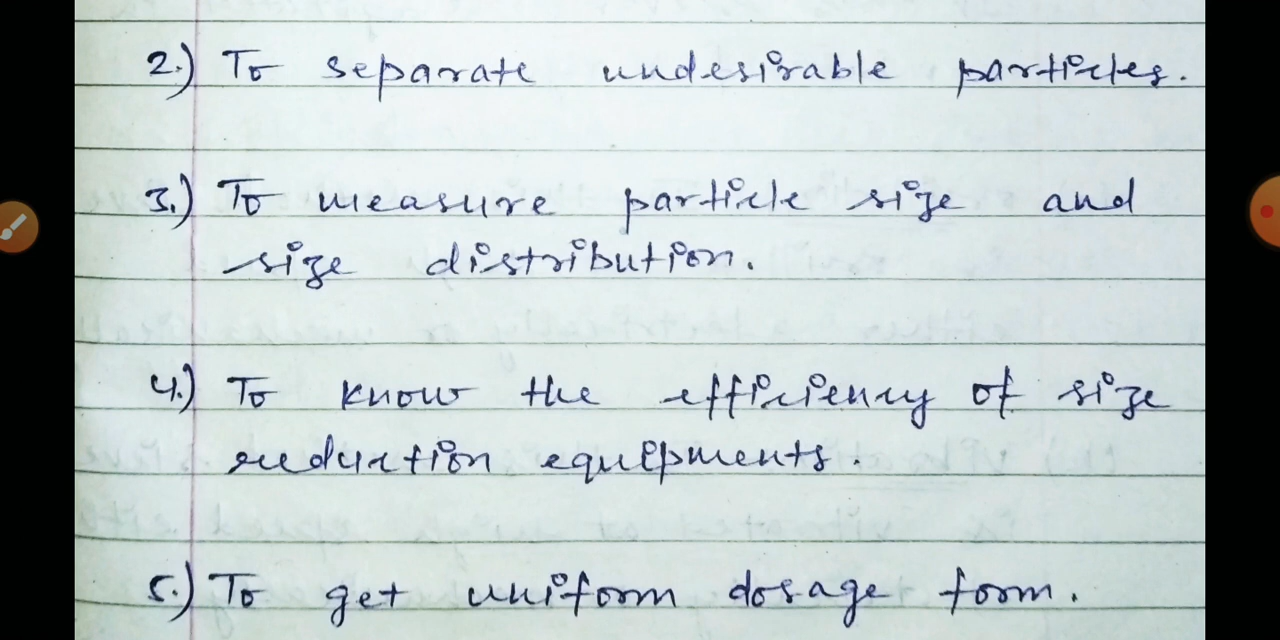 2.) To separate undesirable particles.
3.) To measure particle size and
size distribution.
4.) To know the efficiency of size
reduction equipments.
5.) To get uniform dosage form.